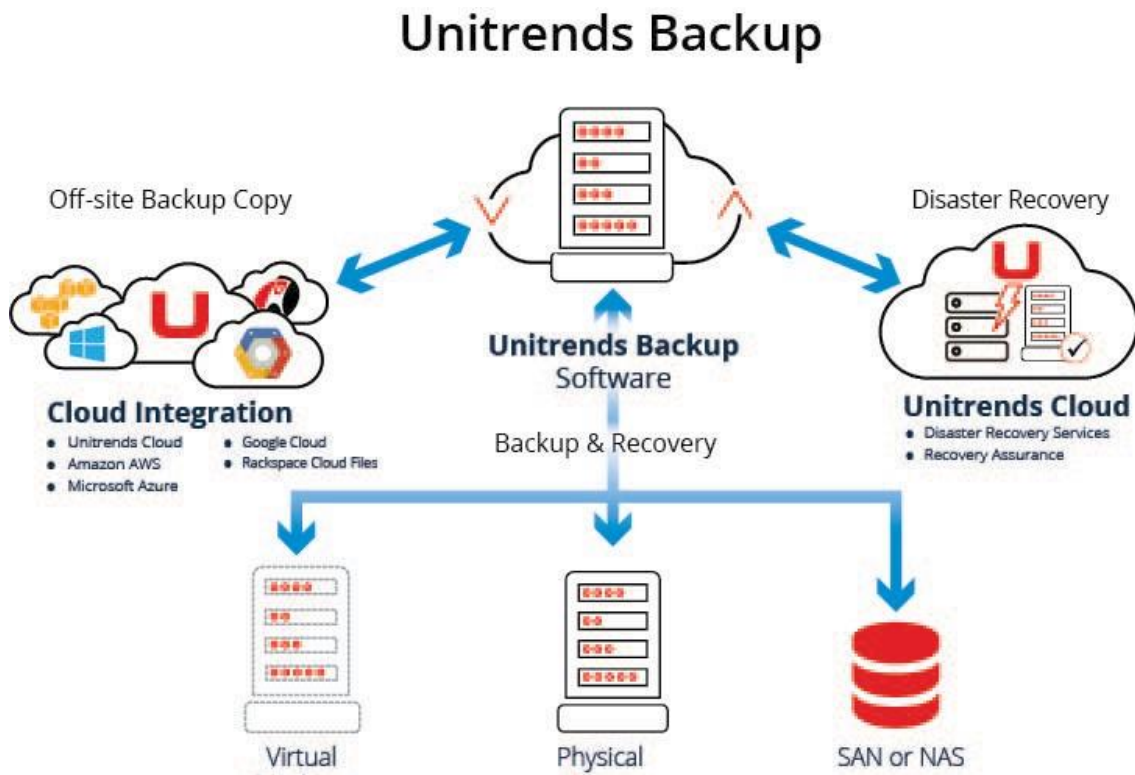 Unitrends Backup
Off-site Backup Copy
Disaster Recovery
Unitrends Backup
Software
Cloud Integration
• Unitrends Cloud
• Amazon AWS
• Microsoft Azure
• Google Cloud
• Rackspace Cloud Files
Unitrends Cloud
• Disaster Recovery Services
• Recovery Assurance
Backup & Recovery
Virtual
Physical
SAN or NAS